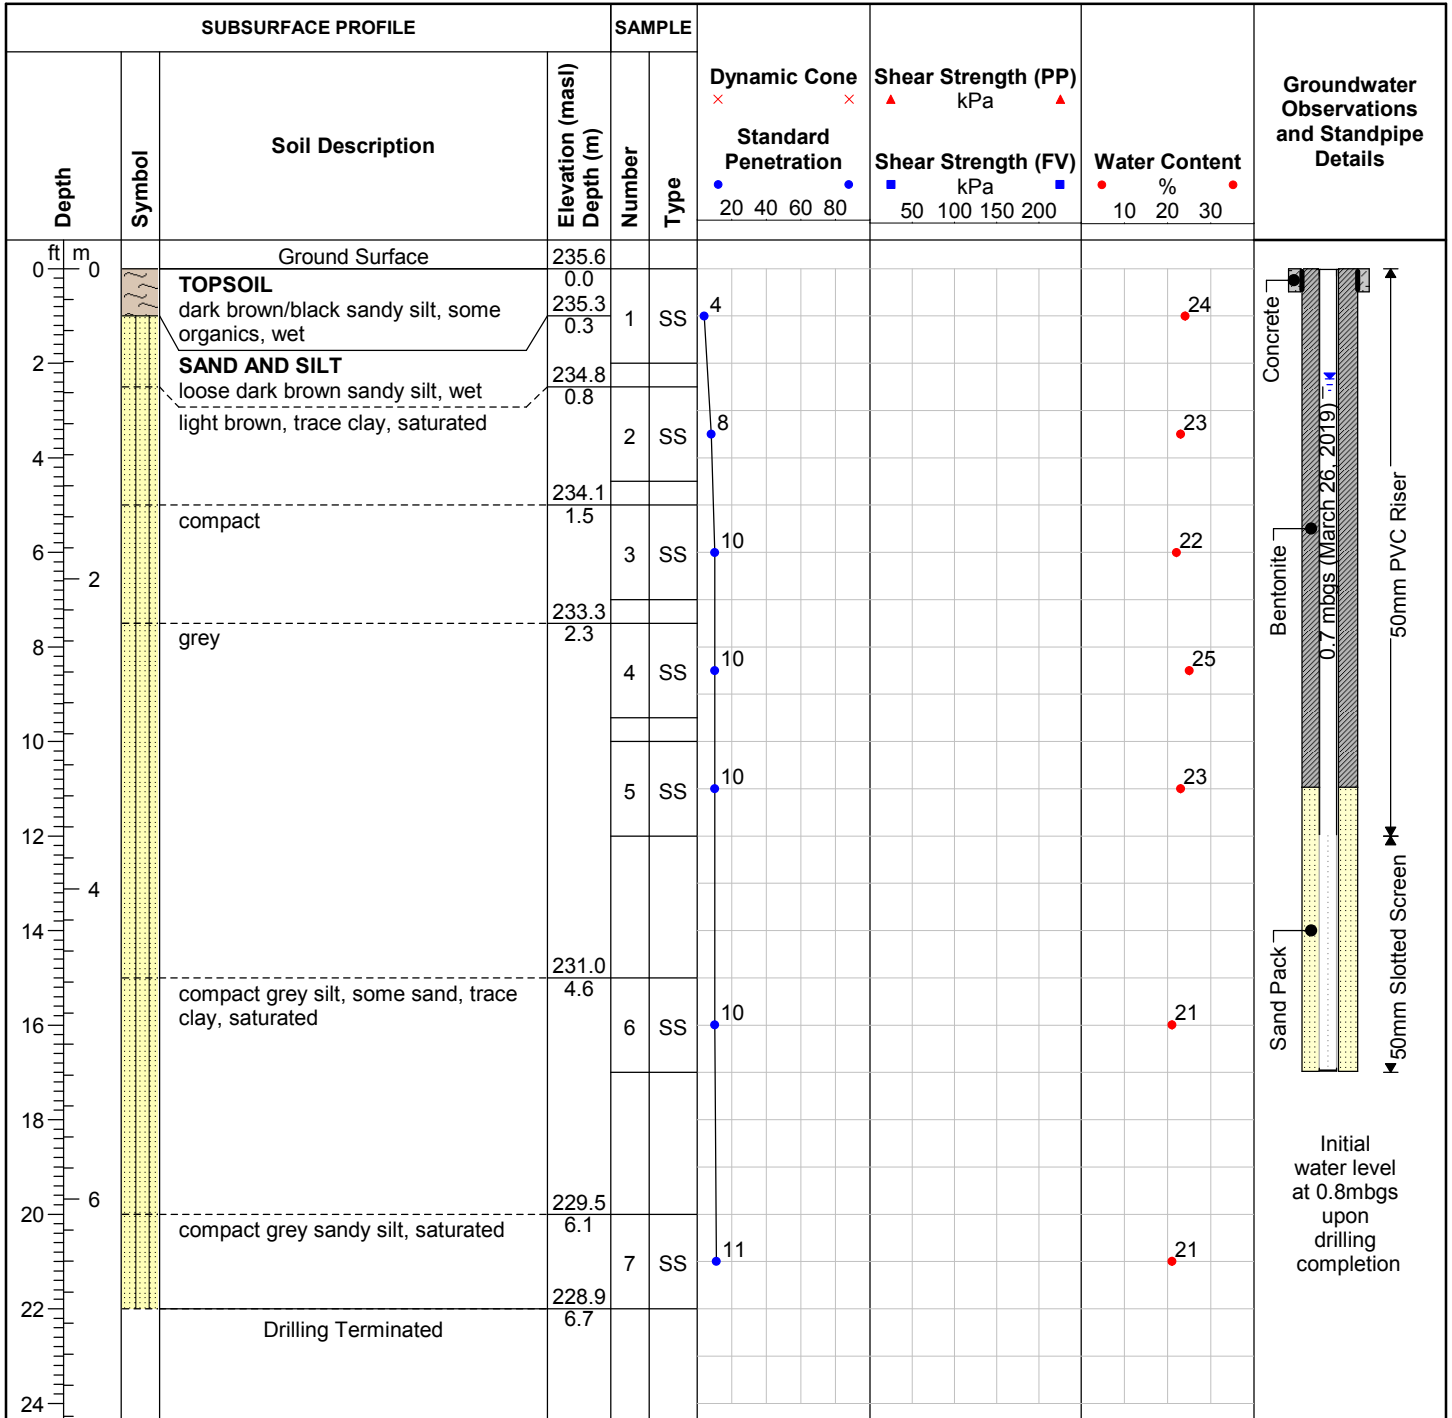 SUBSURFACE PROFILE
SAMPLE
Depth
Symbol
Soil Description
Elevation (masl)
Depth (m)
Number
Type
Dynamic Cone
Standard
Penetration
20 40 60 80
Shear Strength (PP)
kPa
Shear Strength (FV)
kPa
50 100 150 200
Water Content
%
10 20 30
Groundwater
Observations
and Standpipe
Details
ft m
Ground Surface
235.6
0 0
0.0
TOPSOIL
dark brown/black sandy silt, some
organics, wet
235.3
0.3
1 SS
4
24
2
SAND AND SILT
loose dark brown sandy silt, wet
234.8
0.8
light brown, trace clay, saturated
2 SS
8
23
4
234.1
1.5
compact
6
3 SS
10
22
2
233.3
2.3
grey
8
4 SS
10
25
10
5 SS
10
23
12
4
14
231.0
4.6
compact grey silt, some sand, trace
clay, saturated
16
6 SS
10
21
18
6
229.5
20
6.1
compact grey sandy silt, saturated
7 SS
11
21
228.9
22
6.7
Drilling Terminated
24
Concrete
Bentonite
Sand Pack
0.7 mbgs (March 26, 2019)
50mm PVC Riser
50mm Slotted Screen
Initial
water level
at 0.8mbgs
upon
drilling
completion